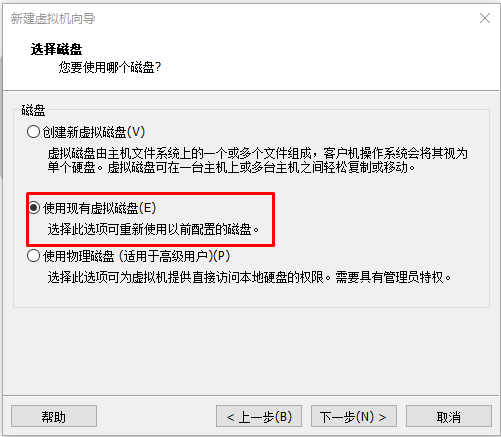 新建虚拟机向导
选择磁盘
您要使用哪个磁盘?
磁盘
创建新虚拟磁盘(V)
虚拟磁盘由主机文件系统上的一个或多个文件组成，客户机操作系统会将其视为
单个硬盘。虚拟磁盘可在一台主机上或多台主机之间轻松复制或移动。
使用现有虚拟磁盘(E)
选择此选项可重新使用以前配置的磁盘。
使用物理磁盘 (适用于高级用户)(P)
选择此选项可为虚拟机提供直接访问本地硬盘的权限。需要具有管理员特权。
帮助
< 上一步(B)
下一步(N) >
取消